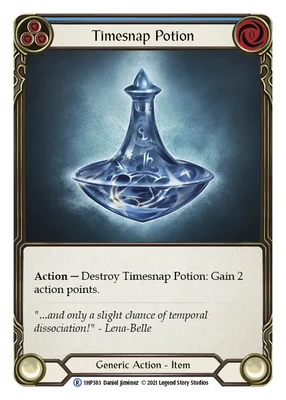 Timesnap Potion
Action — Destroy Timesnap Potion: Gain 2
action points.
"...and only a slight chance of temporal
dissociation!" - Lena-Belle
Generic Action - Item
R 1HP383 Daniel Jiménez © 2021 Legend Story Studios